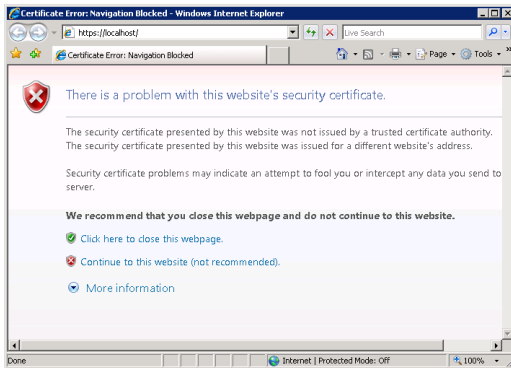 Certificate Error: Navigation Blocked - Windows Internet Explorer
https://localhost/
Live Search
Certificate Error: Navigation Blocked
Page
Tools
There is a problem with this website's security certificate.
The security certificate presented by this website was not issued by a trusted certificate authority.
The security certificate presented by this website was issued for a different website's address.
Security certificate problems may indicate an attempt to fool you or intercept any data you send to
server.
We recommend that you close this webpage and do not continue to this website.
Click here to close this webpage.
Continue to this website (not recommended).
More information
Done
Internet | Protected Mode: Off
100%